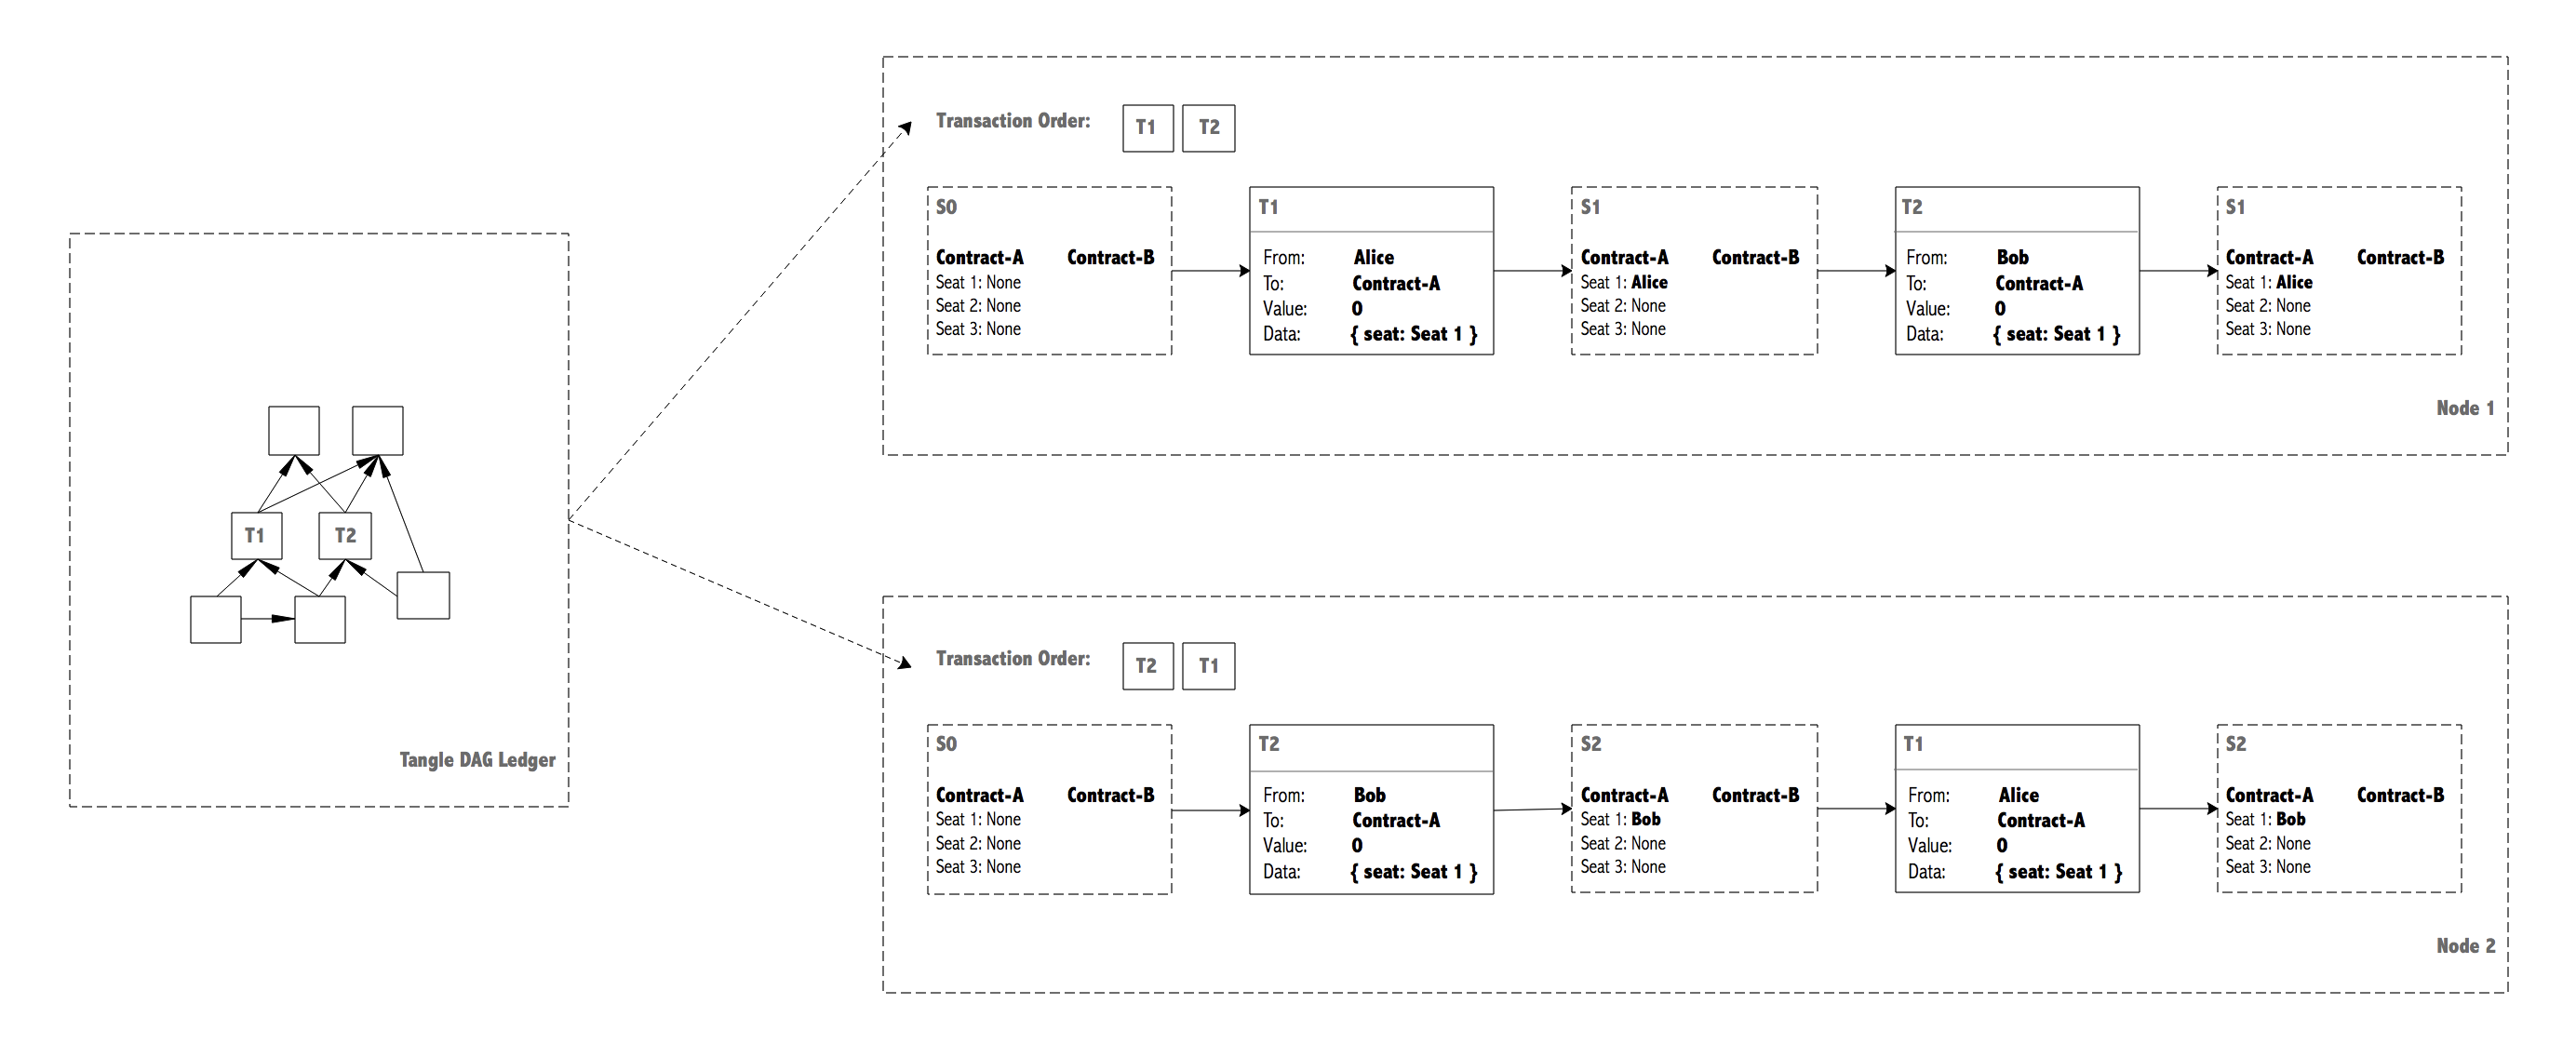 Transaction Order: T1 T2
S0
Contract-A Contract-B
Seat 1: None
Seat 2: None
Seat 3: None
T1
From: Alice
To: Contract-A
Value: 0
Data: { seat: Seat 1 }
S1
Contract-A Contract-B
Seat 1: Alice
Seat 2: None
Seat 3: None
T2
From: Bob
To: Contract-A
Value: 0
Data: { seat: Seat 1 }
S1
Contract-A Contract-B
Seat 1: Alice
Seat 2: None
Seat 3: None
Node 1
T1 T2
Tangle DAG Ledger
Transaction Order: T2 T1
S0
Contract-A Contract-B
Seat 1: None
Seat 2: None
Seat 3: None
T2
From: Bob
To: Contract-A
Value: 0
Data: { seat: Seat 1 }
S2
Contract-A Contract-B
Seat 1: Bob
Seat 2: None
Seat 3: None
T1
From: Alice
To: Contract-A
Value: 0
Data: { seat: Seat 1 }
S2
Contract-A Contract-B
Seat 1: Bob
Seat 2: None
Seat 3: None
Node 2